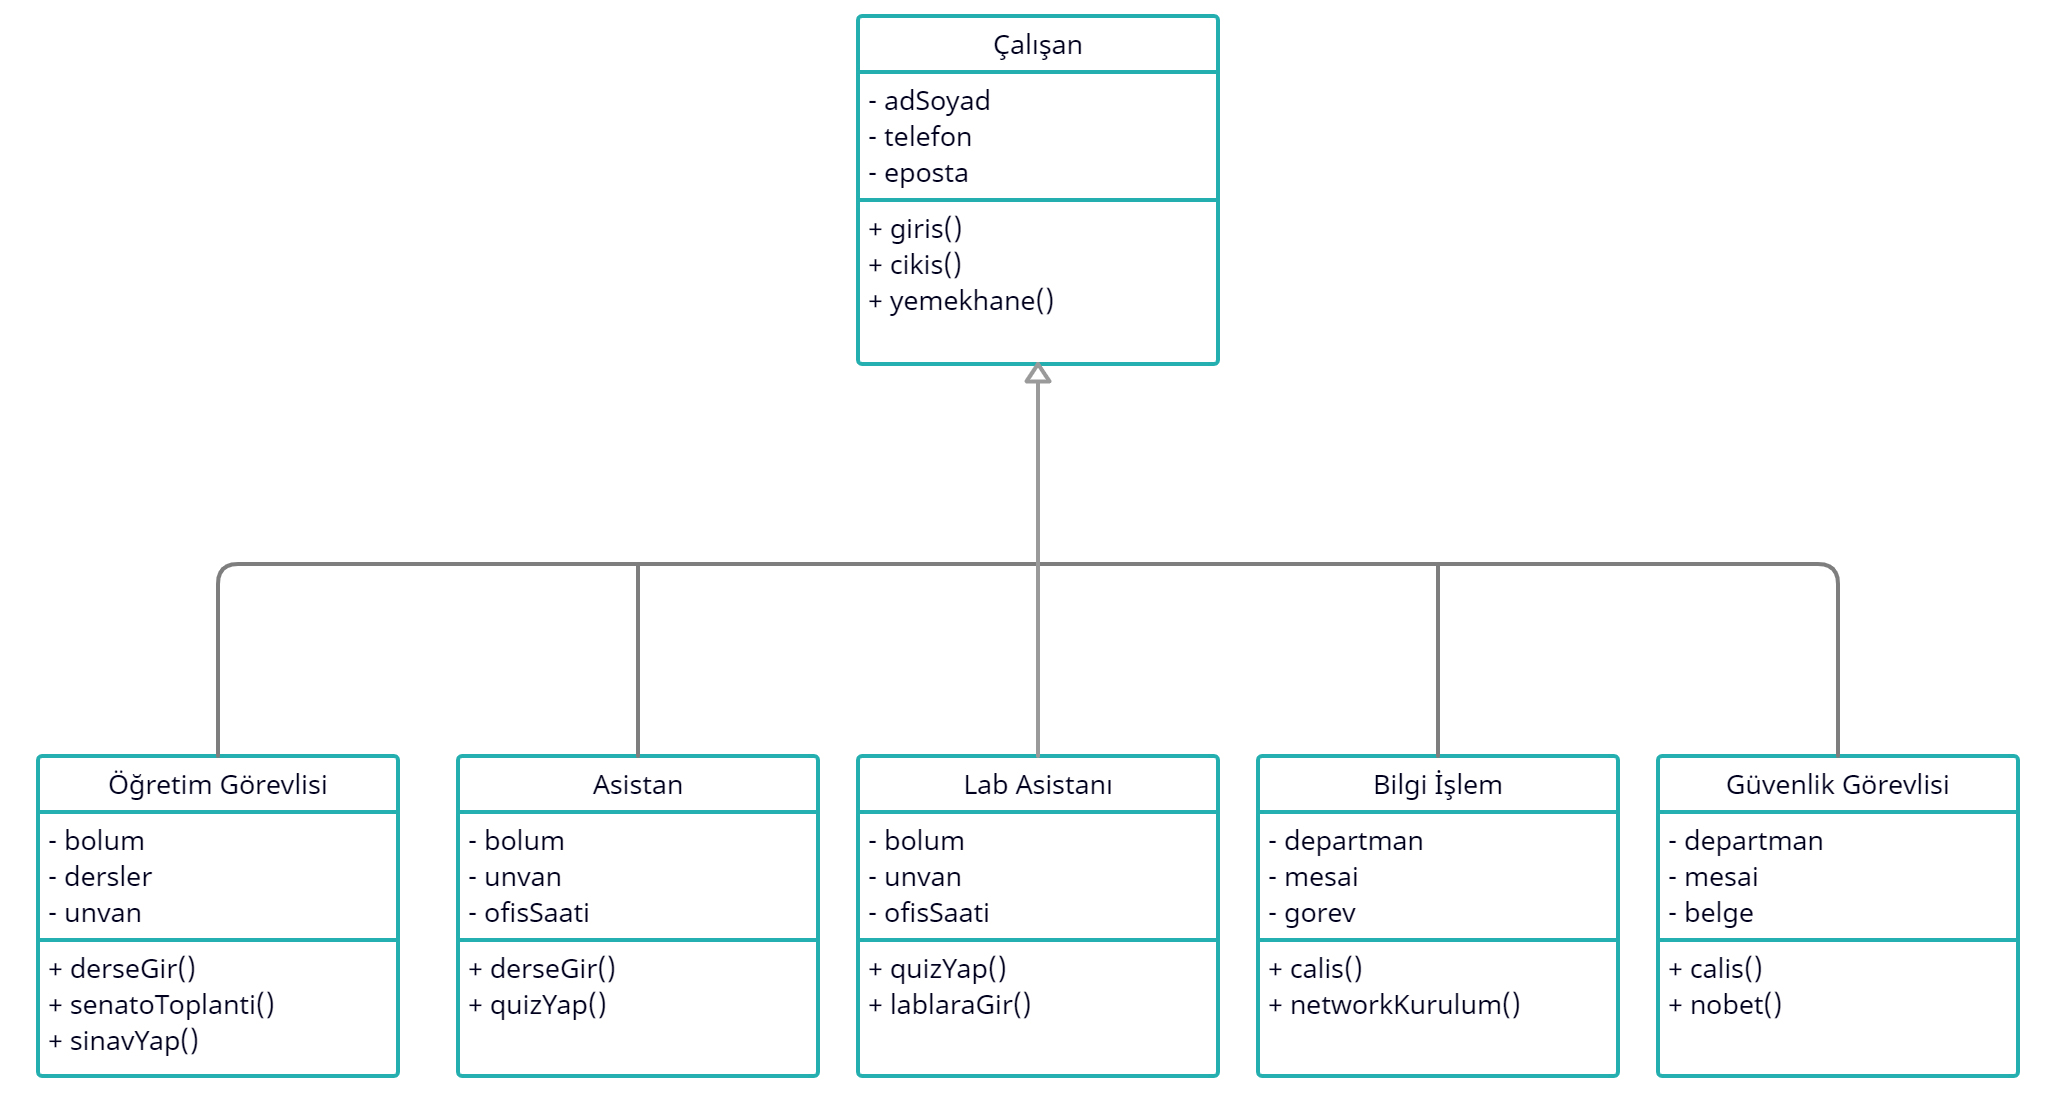 Çalışan
- adSoyad
- telefon
- eposta
+ giris()
+ cikis()
+ yemekhane()
Öğretim Görevlisi
- bolum
- dersler
- unvan
+ derseGir()
+ senatoToplanti()
+ sinavYap()
Asistan
- bolum
- unvan
- ofisSaati
+ derseGir()
+ quizYap()
Lab Asistanı
- bolum
- unvan
- ofisSaati
+ quizYap()
+ lablaraGir()
Bilgi İşlem
- departman
- mesai
- gorev
+ calis()
+ networkKurulum()
Güvenlik Görevlisi
- departman
- mesai
- belge
+ calis()
+ nobet()